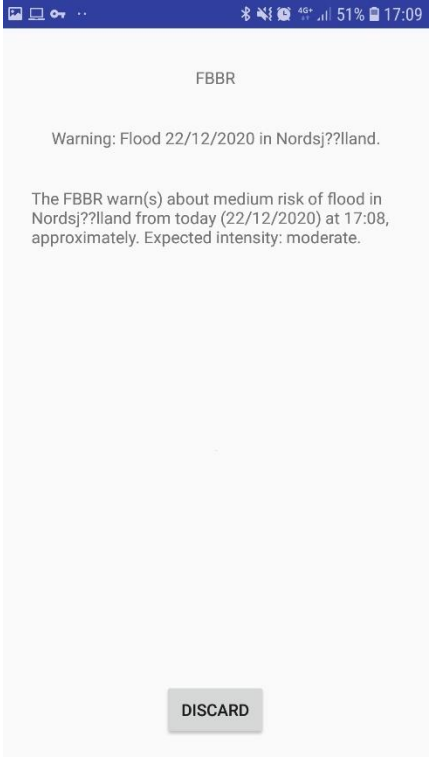 4G+ 51% 17:09
FBBR
Warning: Flood 22/12/2020 in Nordsj??lland.
The FBBR warn(s) about medium risk of flood in
Nordsj??lland from today (22/12/2020) at 17:08,
approximately. Expected intensity: moderate.
DISCARD